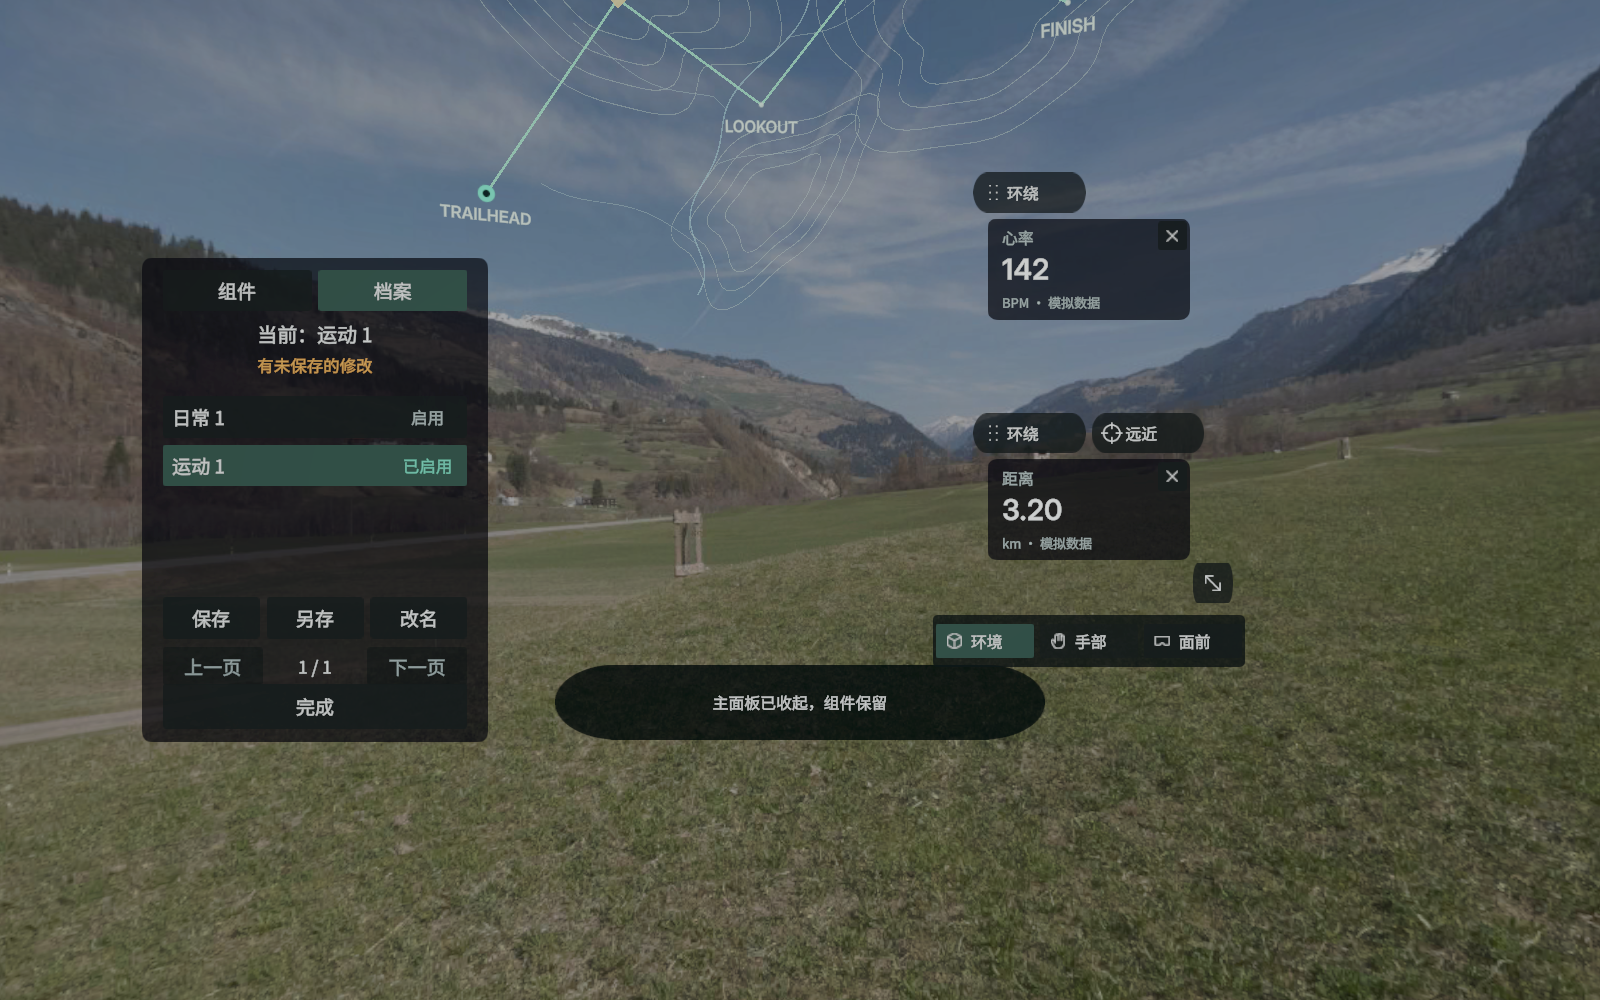 FINISH
LOOKOUT
TRAILHEAD
环绕
心率
142
BPM • 模拟数据
组件 档案
当前：运动 1
有未保存的修改
日常 1 启用
运动 1 已启用
保存 另存 改名
上一页 1 / 1 下一页
完成
环绕 远近
距离
3.20
km • 模拟数据
环境 手部 面前
主面板已收起，组件保留